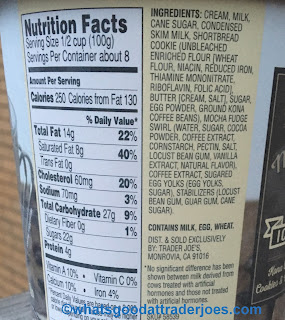 Nutrition Facts
Serving Size 1/2 cup (100g)
Servings Per Container about 8
Amount Per Serving
Calories 250 Calories from Fat 130
% Daily Value*
Total Fat 14g 22%
Saturated Fat 8g 40%
Trans Fat 0g
Cholesterol 60mg 20%
Sodium 70mg 3%
Total Carbohydrate 27g 9%
Dietary Fiber 0g 1%
Sugars 22g
Protein 4g
Vitamin A 10% • Vitamin C 0%
Calcium 10% • Iron 4%
*Percent Daily Values are based
INGREDIENTS: CREAM, MILK,
CANE SUGAR, CONDENSED
SKIM MILK, SHORTBREAD
COOKIE (UNBLEACHED
ENRICHED FLOUR [WHEAT
FLOUR, NIACIN, REDUCED IRON,
THIAMINE MONONITRATE,
RIBOFLAVIN, FOLIC ACID],
BUTTER [CREAM, SALT], SUGAR,
EGG POWDER, GROUND KONA
COFFEE BEANS), MOCHA FUDGE
SWIRL (WATER, SUGAR, COCOA
POWDER, COFFEE EXTRACT,
CORNSTARCH, PECTIN, SALT,
LOCUST BEAN GUM, VANILLA
EXTRACT, NATURAL FLAVOR),
COFFEE EXTRACT, SUGARED
EGG YOLKS (EGG YOLKS,
SUGAR), STABILIZERS (LOCUST
BEAN GUM, GUAR GUM, CANE
SUGAR).
CONTAINS MILK, EGG, WHEAT.
DIST. & SOLD EXCLUSIVELY
BY: TRADER JOE'S,
MONROVIA, CA 91016
*No significant difference has been
shown between milk derived from
cows treated with artificial
hormones and those not treated
with artificial hormones.
©whatsgoodattraderjoes.com